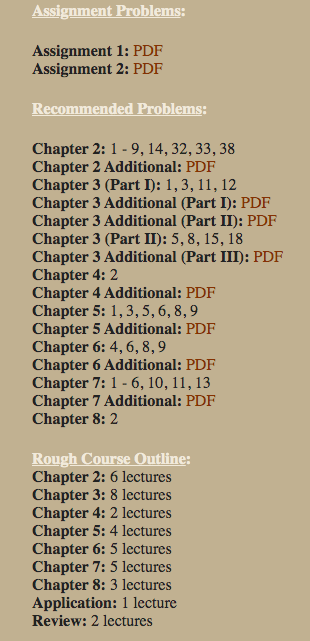 Assignment Problems:
Assignment 1: PDF
Assignment 2: PDF
Recommended Problems:
Chapter 2: 1 - 9, 14, 32, 33, 38
Chapter 2 Additional: PDF
Chapter 3 (Part I): 1, 3, 11, 12
Chapter 3 Additional (Part I): PDF
Chapter 3 Additional (Part II): PDF
Chapter 3 (Part II): 5, 8, 15, 18
Chapter 3 Additional (Part III): PDF
Chapter 4: 2
Chapter 4 Additional: PDF
Chapter 5: 1, 3, 5, 6, 8, 9
Chapter 5 Additional: PDF
Chapter 6: 4, 6, 8, 9
Chapter 6 Additional: PDF
Chapter 7: 1 - 6, 10, 11, 13
Chapter 7 Additional: PDF
Chapter 8: 2
Rough Course Outline:
Chapter 2: 6 lectures
Chapter 3: 8 lectures
Chapter 4: 2 lectures
Chapter 5: 4 lectures
Chapter 6: 5 lectures
Chapter 7: 5 lectures
Chapter 8: 3 lectures
Application: 1 lecture
Review: 2 lectures